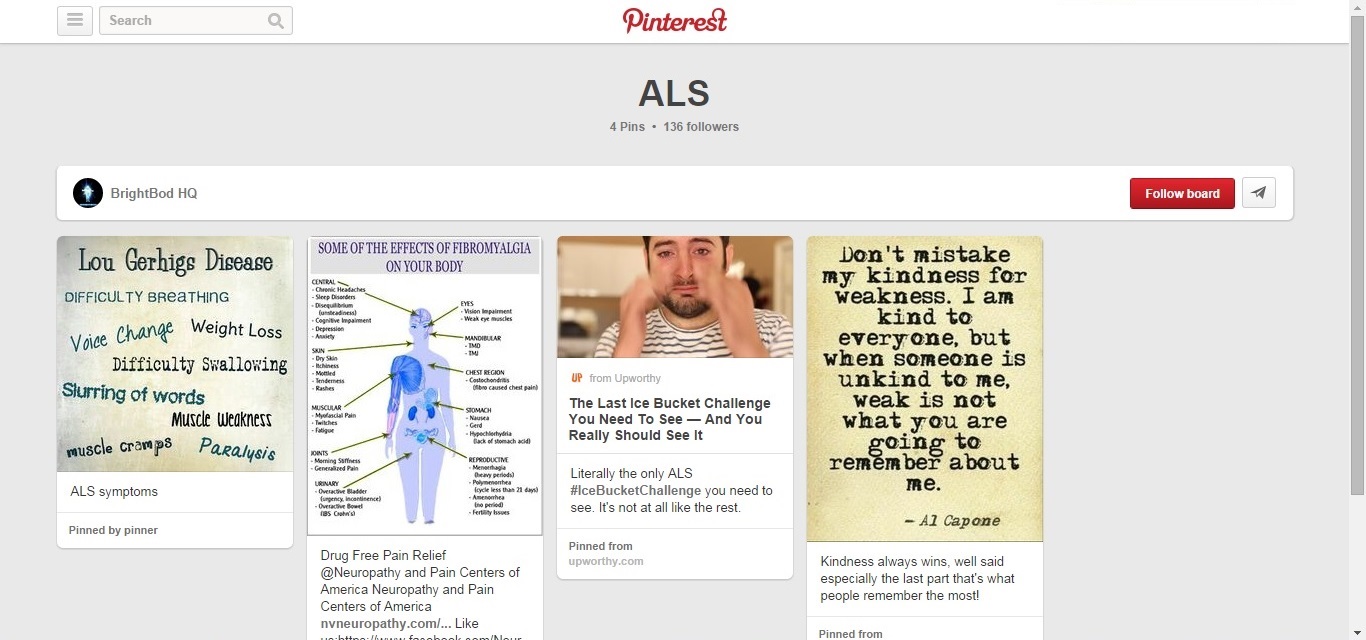 Search
Pinterest
ALS
4 Pins • 136 followers
BrightBod HQ
Follow board
Lou Gerhigs Disease
DIFFICULTY BREATHING
Voice Change
Weight Loss
Difficulty Swallowing
Slurring of words
Muscle Weakness
muscle cramps
Paralysis
ALS symptoms
Pinned by pinner
SOME OF THE EFFECTS OF FIBROMYALGIA
ON YOUR BODY
CENTRAL
- Chronic Headaches
- Sleep Disorders
- Disequilibrium
(unsteadiness)
- Cognitive Impairment
- Depression
- Anxiety
SKIN
- Dry Skin
- Itchiness
- Mottled
- Tenderness
- Rashes
MUSCULAR
- Myofascial Pain
- Twitches
- Fatigue
JOINTS
- Morning Stiffness
- Generalized Pain
URINARY
- Overactive Bladder
(urgency, incontinence)
- Overactive Bowel
(IBS Crohn's)
EYES
- Vision Impairment
- Weak eye muscles
MANDIBULAR
- TMD
- TMJ
CHEST REGION
- Costochondritis
(fibro caused chest pain)
STOMACH
- Nausea
- Gerd
- Hypochlorhydria
(lack of stomach acid)
REPRODUCTIVE
- Menorrhagia
(heavy periods)
- Polymenorrhea
(cycle less than 21 days)
- Amenorrhea
(no period)
- Fertility Issues
Drug Free Pain Relief
@Neuropathy and Pain Centers of
America Neuropathy and Pain
Centers of America
nvneuropathy.com/... Like
us:https://www.facebook.com/Neur
UP from Upworthy
The Last Ice Bucket Challenge
You Need To See — And You
Really Should See It
Literally the only ALS
#IceBucketChallenge you need to
see. It's not at all like the rest.
Pinned from
upworthy.com
Don't mistake
my kindness for
weakness. I am
kind to
everyone, but
when someone is
unkind to me,
weak is not
what you are
going to
remember about
me.
– Al Capone
Kindness always wins, well said
especially the last part that's what
people remember the most!
Pinned from